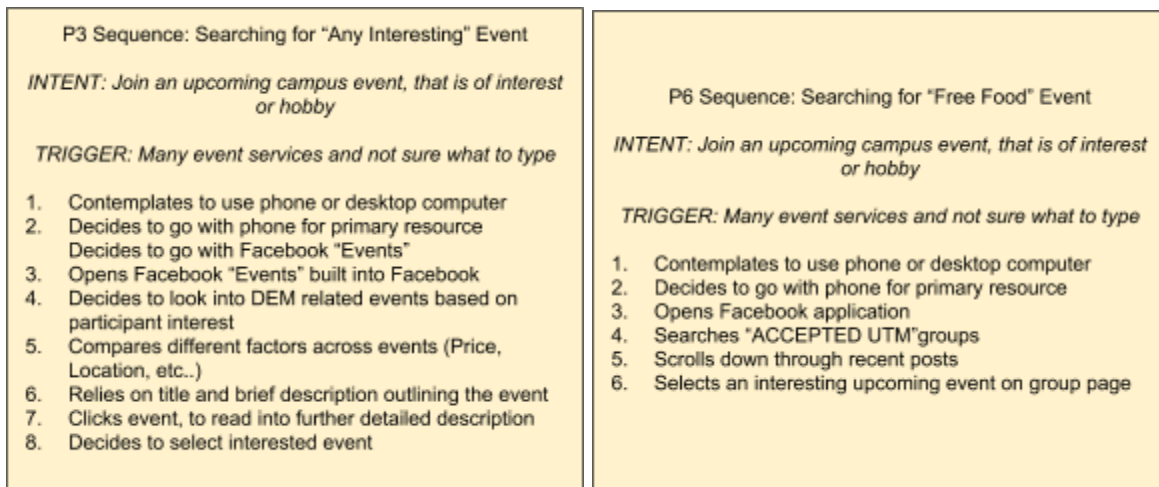 P3 Sequence: Searching for “Any Interesting” Event
INTENT: Join an upcoming campus event, that is of interest
or hobby
TRIGGER: Many event services and not sure what to type
1. Contemplates to use phone or desktop computer
2. Decides to go with phone for primary resource
Decides to go with Facebook “Events”
3. Opens Facebook “Events” built into Facebook
4. Decides to look into DEM related events based on
participant interest
5. Compares different factors across events (Price,
Location, etc..)
6. Relies on title and brief description outlining the event
7. Clicks event, to read into further detailed description
8. Decides to select interested event
P6 Sequence: Searching for “Free Food” Event
INTENT: Join an upcoming campus event, that is of interest
or hobby
TRIGGER: Many event services and not sure what to type
1. Contemplates to use phone or desktop computer
2. Decides to go with phone for primary resource
3. Opens Facebook application
4. Searches “ACCEPTED UTM”groups
5. Scrolls down through recent posts
6. Selects an interesting upcoming event on group page